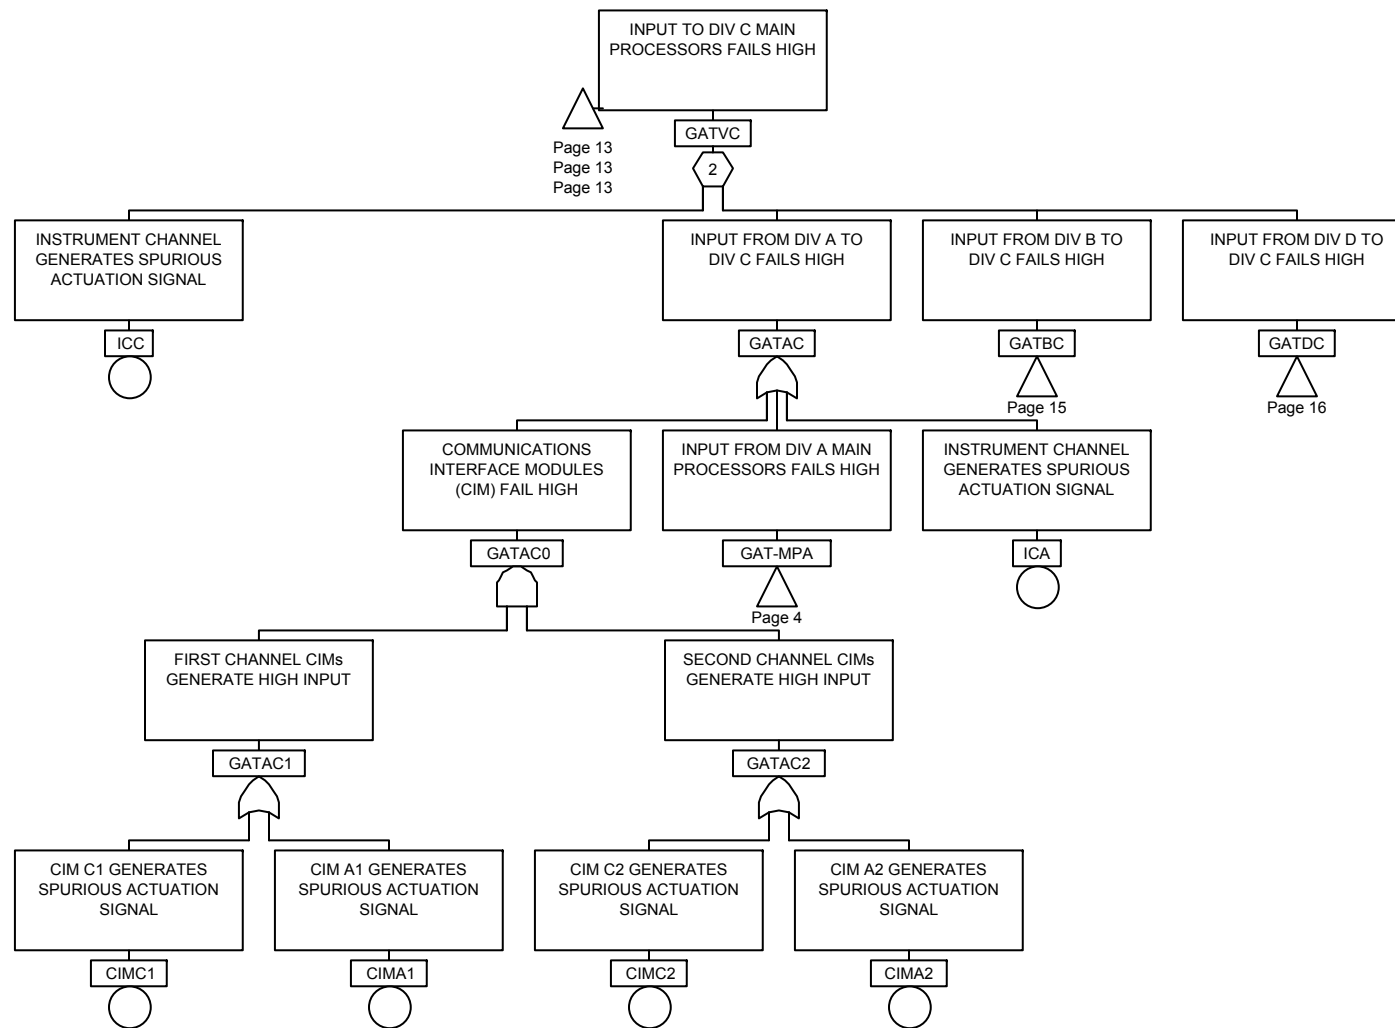 INPUT TO DIV C MAIN
PROCESSORS FAILS HIGH
GATVC
Page 13
Page 13
Page 13
2
INSTRUMENT CHANNEL
GENERATES SPURIOUS
ACTUATION SIGNAL
ICC
INPUT FROM DIV A TO
DIV C FAILS HIGH
GATAC
INPUT FROM DIV B TO
DIV C FAILS HIGH
GATBC
Page 15
INPUT FROM DIV D TO
DIV C FAILS HIGH
GATDC
Page 16
COMMUNICATIONS
INTERFACE MODULES
(CIM) FAIL HIGH
GATAC0
INPUT FROM DIV A MAIN
PROCESSORS FAILS HIGH
GAT-MPA
Page 4
INSTRUMENT CHANNEL
GENERATES SPURIOUS
ACTUATION SIGNAL
ICA
FIRST CHANNEL CIMs
GENERATE HIGH INPUT
GATAC1
SECOND CHANNEL CIMs
GENERATE HIGH INPUT
GATAC2
CIM C1 GENERATES
SPURIOUS ACTUATION
SIGNAL
CIMC1
CIM A1 GENERATES
SPURIOUS ACTUATION
SIGNAL
CIMA1
CIM C2 GENERATES
SPURIOUS ACTUATION
SIGNAL
CIMC2
CIM A2 GENERATES
SPURIOUS ACTUATION
SIGNAL
CIMA2